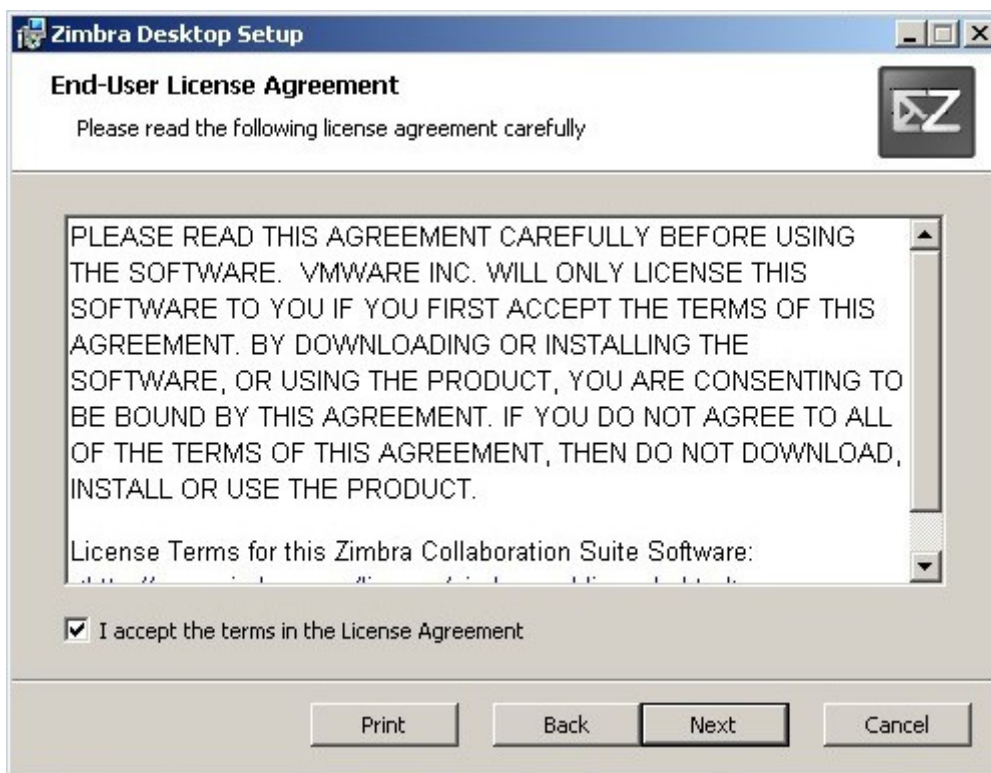 Zimbra Desktop Setup
End-User License Agreement
Please read the following license agreement carefully
Z
PLEASE READ THIS AGREEMENT CAREFULLY BEFORE USING
THE SOFTWARE.  VMWARE INC. WILL ONLY LICENSE THIS
SOFTWARE TO YOU IF YOU FIRST ACCEPT THE TERMS OF THIS
AGREEMENT. BY DOWNLOADING OR INSTALLING THE
SOFTWARE, OR USING THE PRODUCT, YOU ARE CONSENTING TO
BE BOUND BY THIS AGREEMENT. IF YOU DO NOT AGREE TO ALL
OF THE TERMS OF THIS AGREEMENT, THEN DO NOT DOWNLOAD,
INSTALL OR USE THE PRODUCT.
License Terms for this Zimbra Collaboration Suite Software:
I accept the terms in the License Agreement
Print
Back
Next
Cancel